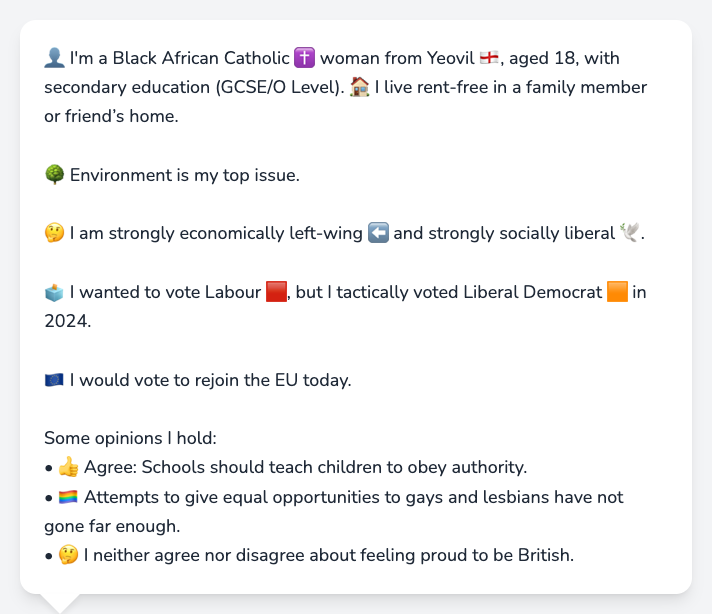 👤 I'm a Black African Catholic ✝️ woman from Yeovil 🏴󠁧󠁢󠁥󠁮󠁧󠁿, aged 18, with
secondary education (GCSE/O Level). 🏠 I live rent-free in a family member
or friend’s home.
🌳 Environment is my top issue.
🤔 I am strongly economically left-wing ⬅️ and strongly socially liberal 🕊️.
🗳️ I wanted to vote Labour 🟥, but I tactically voted Liberal Democrat 🟧 in
2024.
🇪🇺 I would vote to rejoin the EU today.
Some opinions I hold:
• 👍 Agree: Schools should teach children to obey authority.
• 🏳️‍🌈 Attempts to give equal opportunities to gays and lesbians have not
gone far enough.
• 🤔 I neither agree nor disagree about feeling proud to be British.